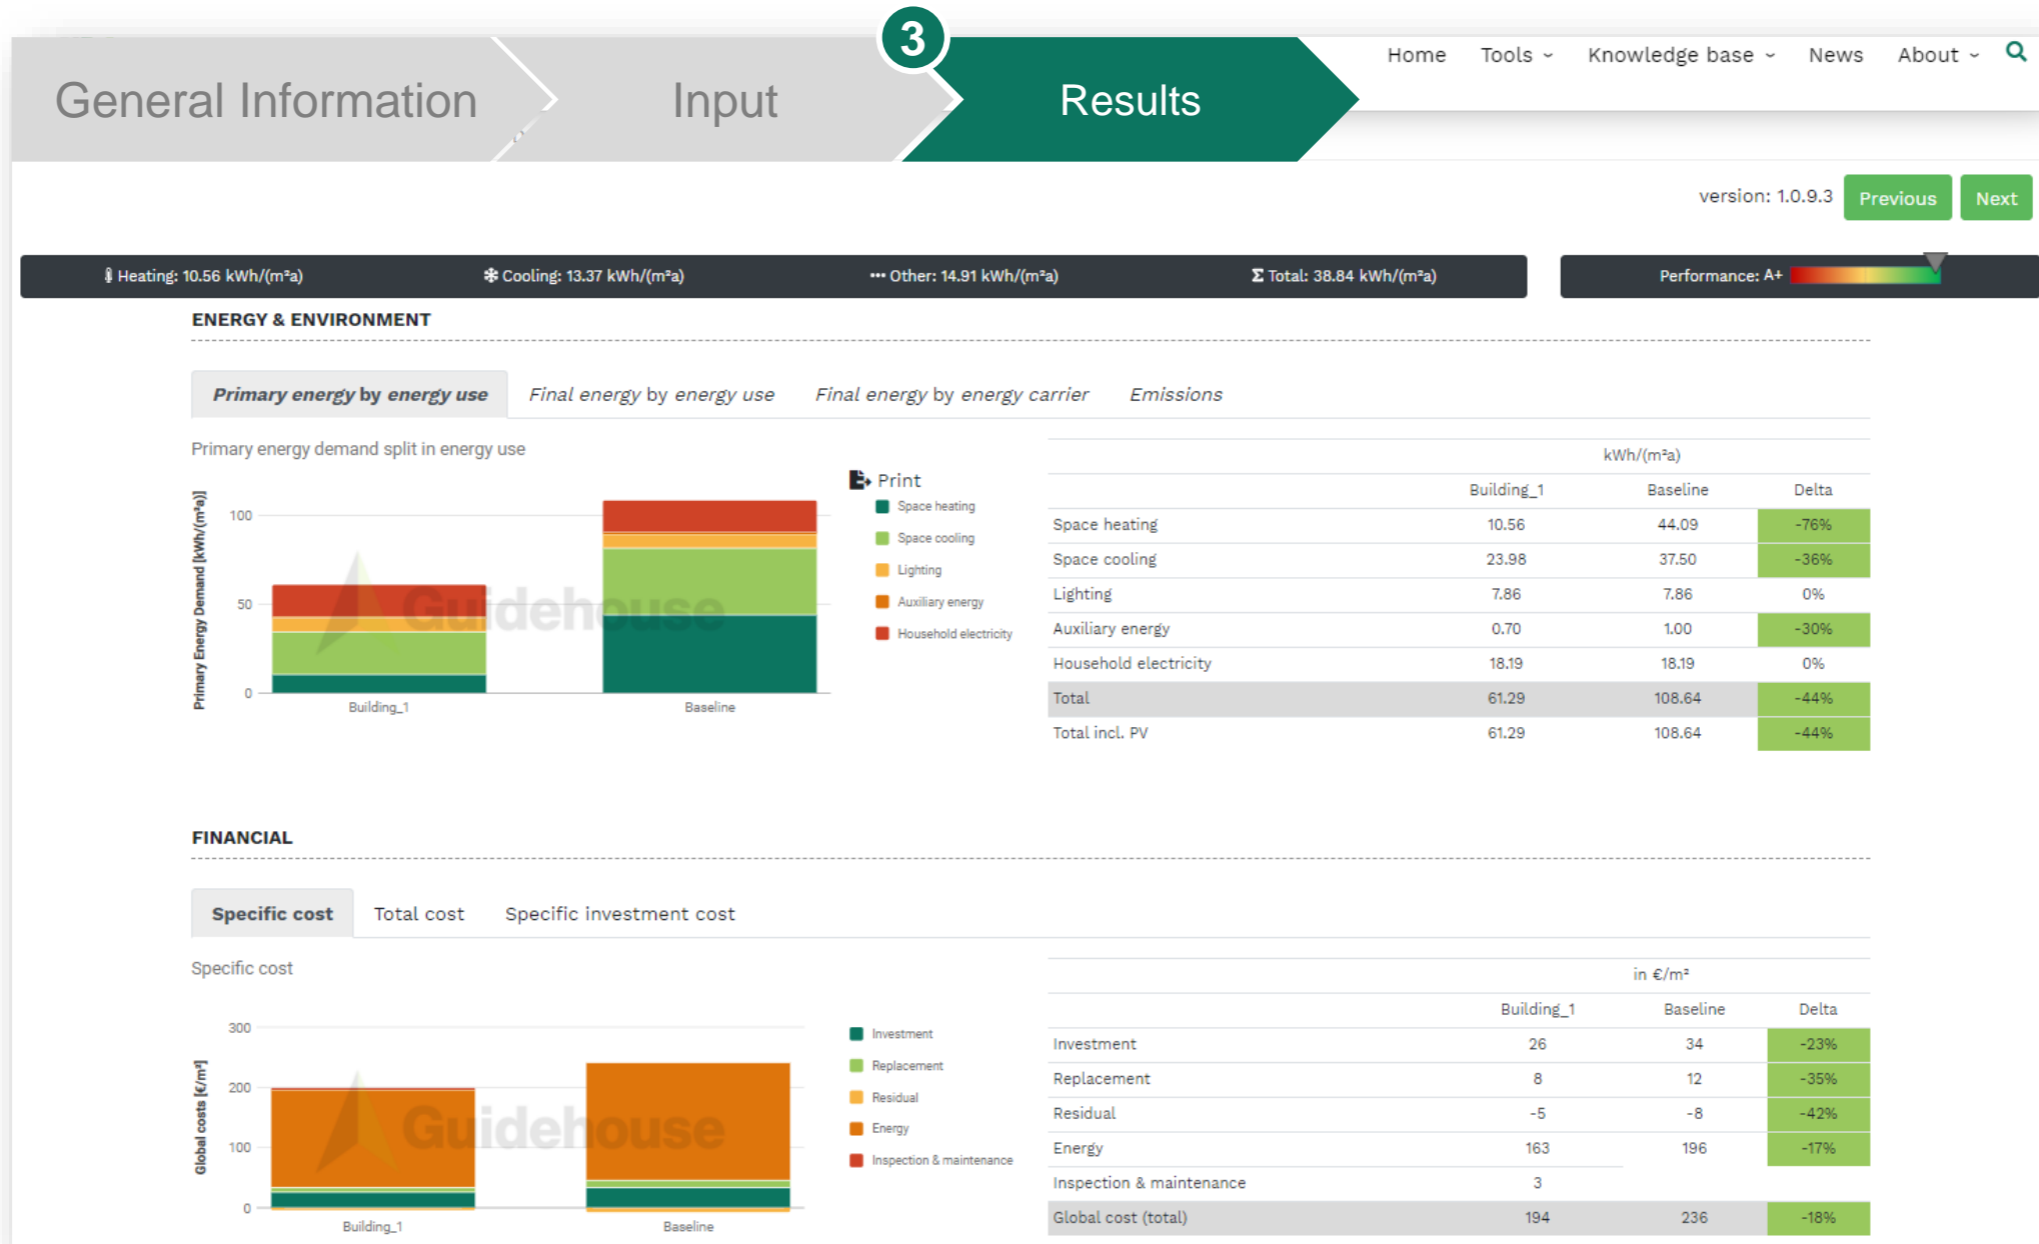 3
General Information
Input
Results
Home Tools Knowledge base News About
version: 1.0.9.3 Previous Next
Heating: 10.56 kWh/(m²a) Cooling: 13.37 kWh/(m²a) Other: 14.91 kWh/(m²a) Σ Total: 38.84 kWh/(m²a) Performance: A+
ENERGY & ENVIRONMENT
Primary energy by energy use Final energy by energy use Final energy by energy carrier Emissions
Primary energy demand split in energy use
Primary Energy Demand [kWh/(m²a)]
100
50
0
Guidehouse
Building_1 Baseline
Print
Space heating
Space cooling
Lighting
Auxiliary energy
Household electricity
kWh/(m²a)
Building_1 Baseline Delta
Space heating 10.56 44.09 -76%
Space cooling 23.98 37.50 -36%
Lighting 7.86 7.86 0%
Auxiliary energy 0.70 1.00 -30%
Household electricity 18.19 18.19 0%
Total 61.29 108.64 -44%
Total incl. PV 61.29 108.64 -44%
FINANCIAL
Specific cost Total cost Specific investment cost
Specific cost
Global costs [€/m²]
300
200
100
0
Guidehouse
Building_1 Baseline
Investment
Replacement
Residual
Energy
Inspection & maintenance
in €/m²
Building_1 Baseline Delta
Investment 26 34 -23%
Replacement 8 12 -35%
Residual -5 -8 -42%
Energy 163 196 -17%
Inspection & maintenance 3
Global cost (total) 194 236 -18%